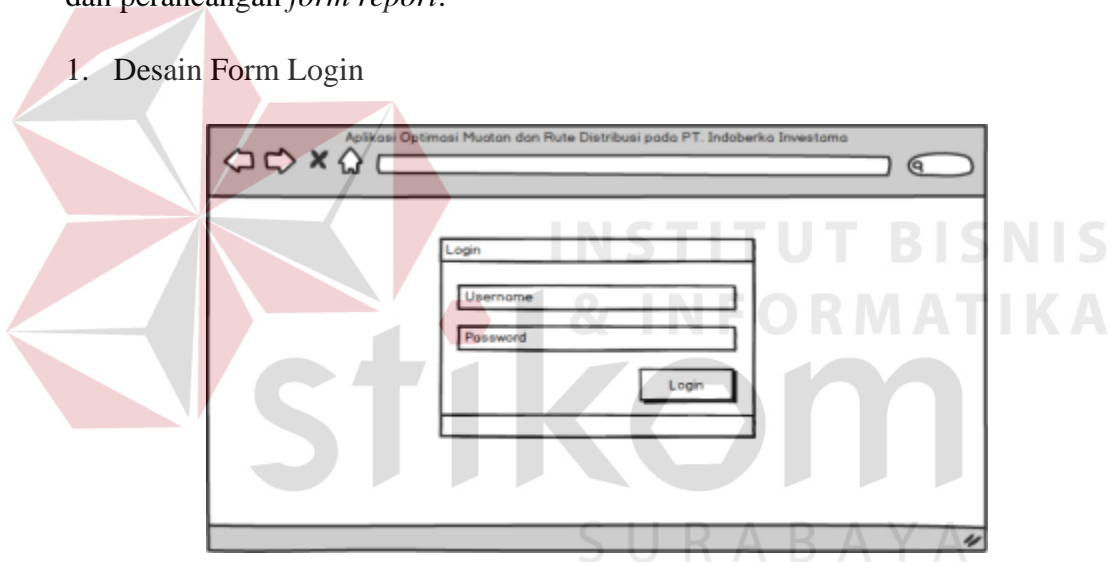 dan perancangan form report.
1. Desain Form Login
Aplikasi Optimasi Muatan dan Rute Distribusi pada PT. Indoberka Investama
Login
Username
Password
Login
INSTITUT BISNIS
& INFORMATIKA
stikom
SURABAYA